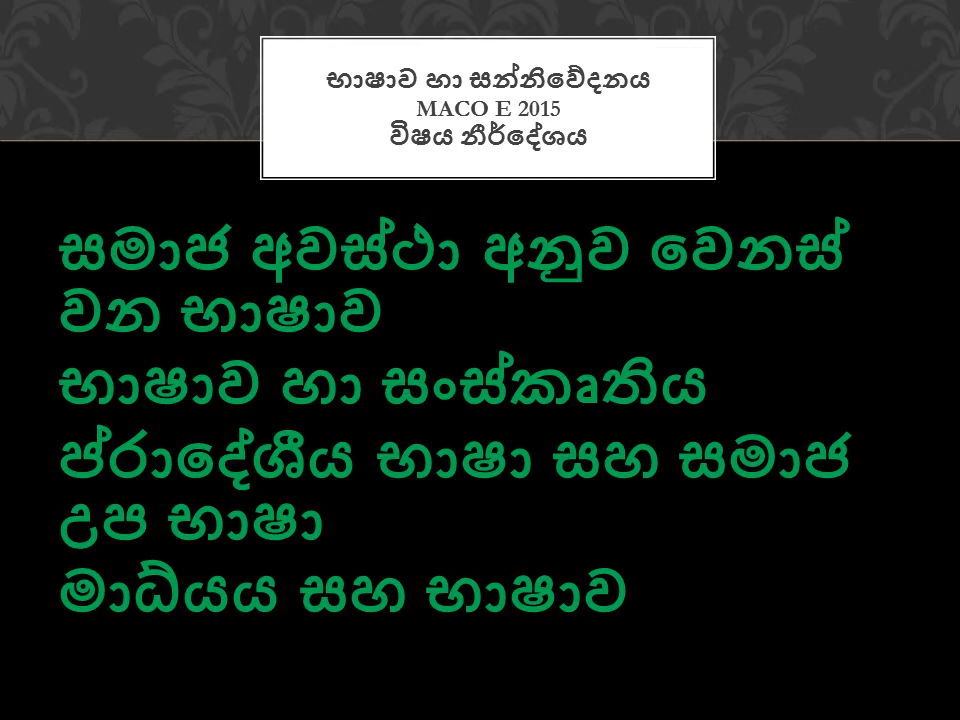 භාෂාව හා සන්නිවේදනය
MACO E 2015
විෂය නිර්දේශය
සමාජ අවස්ථා අනුව වෙනස්
වන භාෂාව
භාෂාව හා සංස්කෘතිය
ප්රාදේශීය භාෂා සහ සමාජ
උප භාෂා
මාධ්යය සහ භාෂාව